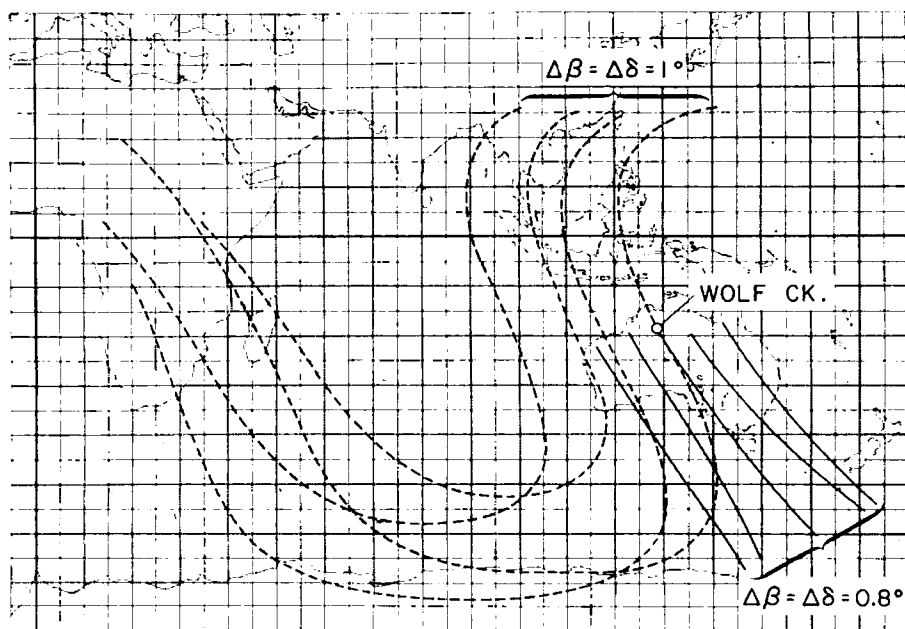 Δβ = Δδ = 1°
WOLF CK.
Δβ = Δδ = 0.8°